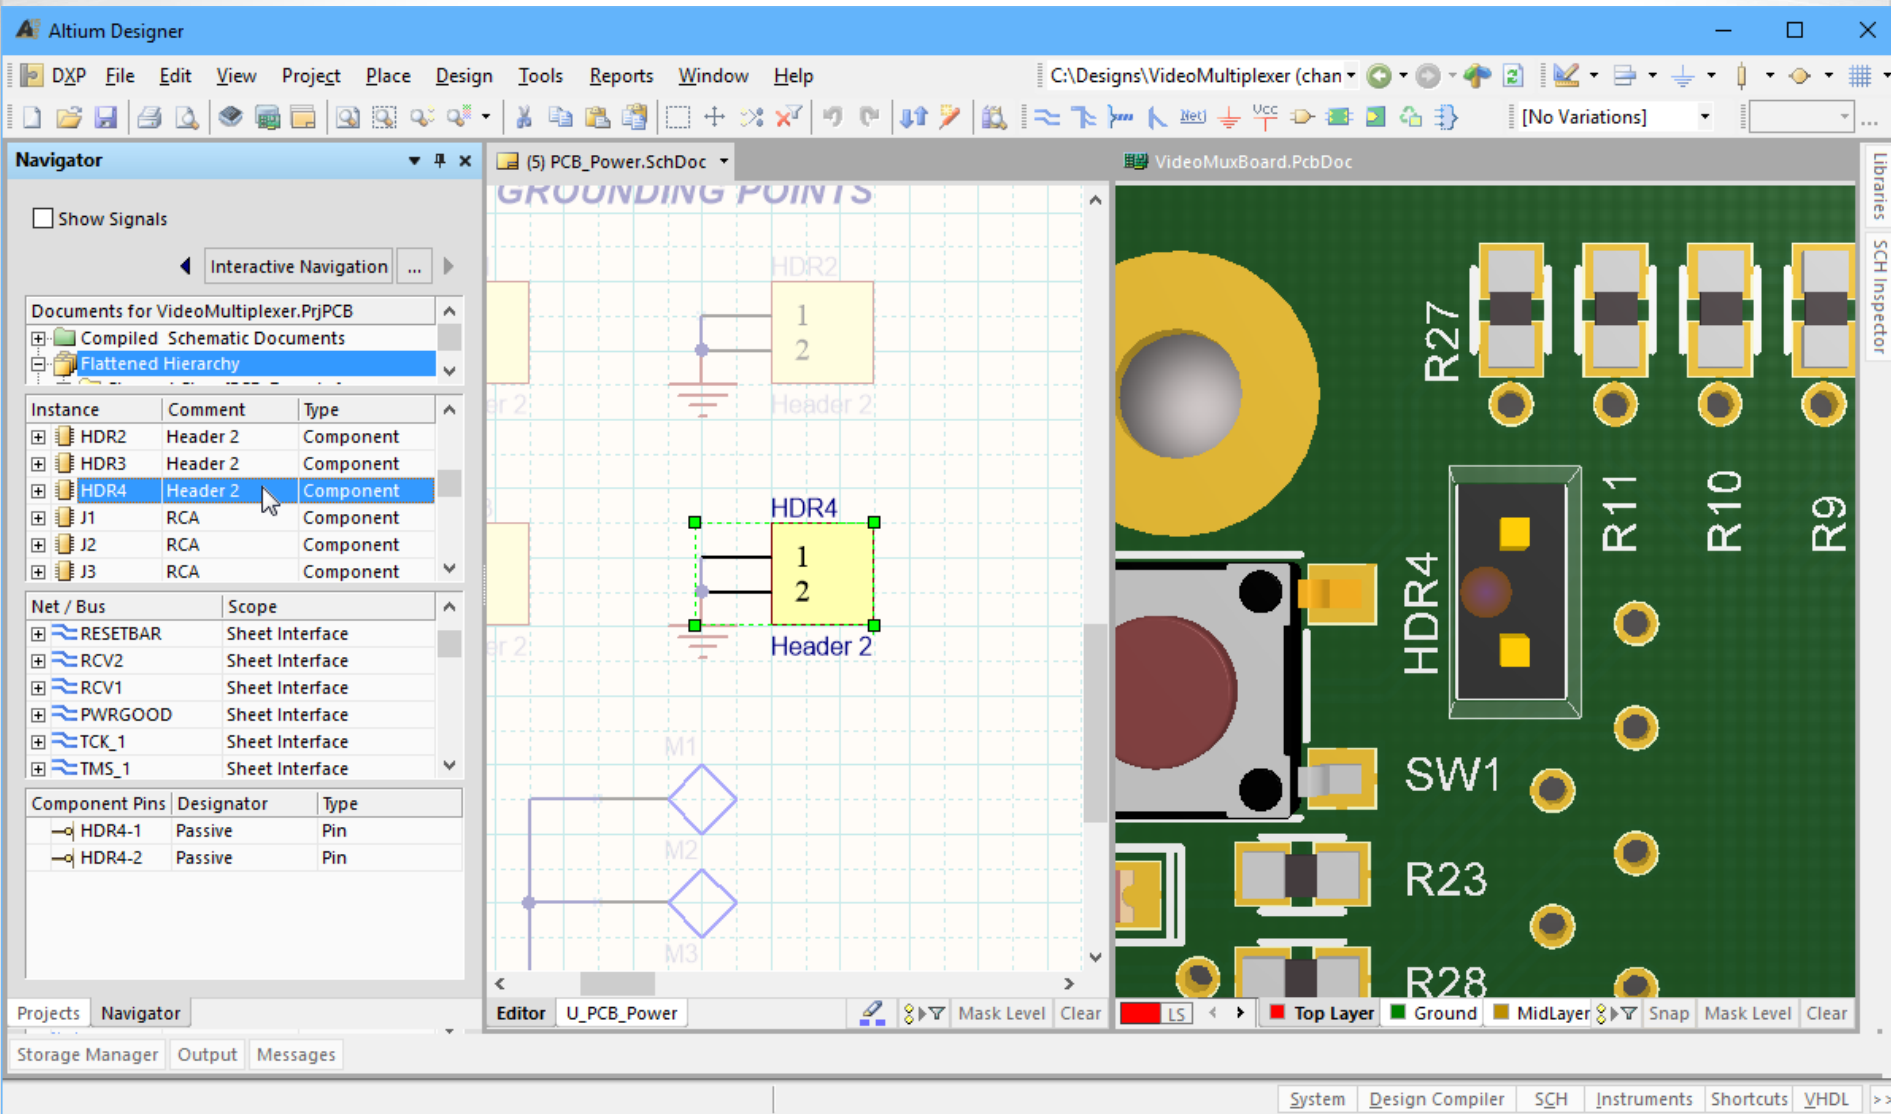 Altium Designer
DXP File Edit View Project Place Design Tools Reports Window Help C:\Designs\VideoMultiplexer (chan
Net1 Vcc [No Variations] ...
Navigator
(5) PCB_Power.SchDoc
VideoMuxBoard.PcbDoc
Libraries
SCH Inspector
Show Signals
Interactive Navigation ...
Documents for VideoMultiplexer.PrjPCB
Compiled Schematic Documents
Flattened Hierarchy
Instance Comment Type
HDR2 Header 2 Component
HDR3 Header 2 Component
HDR4 Header 2 Component
J1 RCA Component
J2 RCA Component
J3 RCA Component
Net / Bus Scope
RESETBAR Sheet Interface
RCV2 Sheet Interface
RCV1 Sheet Interface
PWRGOOD Sheet Interface
TCK_1 Sheet Interface
TMS_1 Sheet Interface
Component Pins Designator Type
HDR4-1 Passive Pin
HDR4-2 Passive Pin
Projects Navigator
GROUNDING POINTS
HDR2
1
2
er 2 Header 2
HDR4
1
2
er 2 Header 2
M1
M2
M3
Editor U_PCB_Power Mask Level Clear
R27
R11
R10
R9
HDR4
SW1
R23
R28
LS Top Layer Ground MidLayer Snap Mask Level Clear
Storage Manager Output Messages
System Design Compiler SCH Instruments Shortcuts VHDL >>